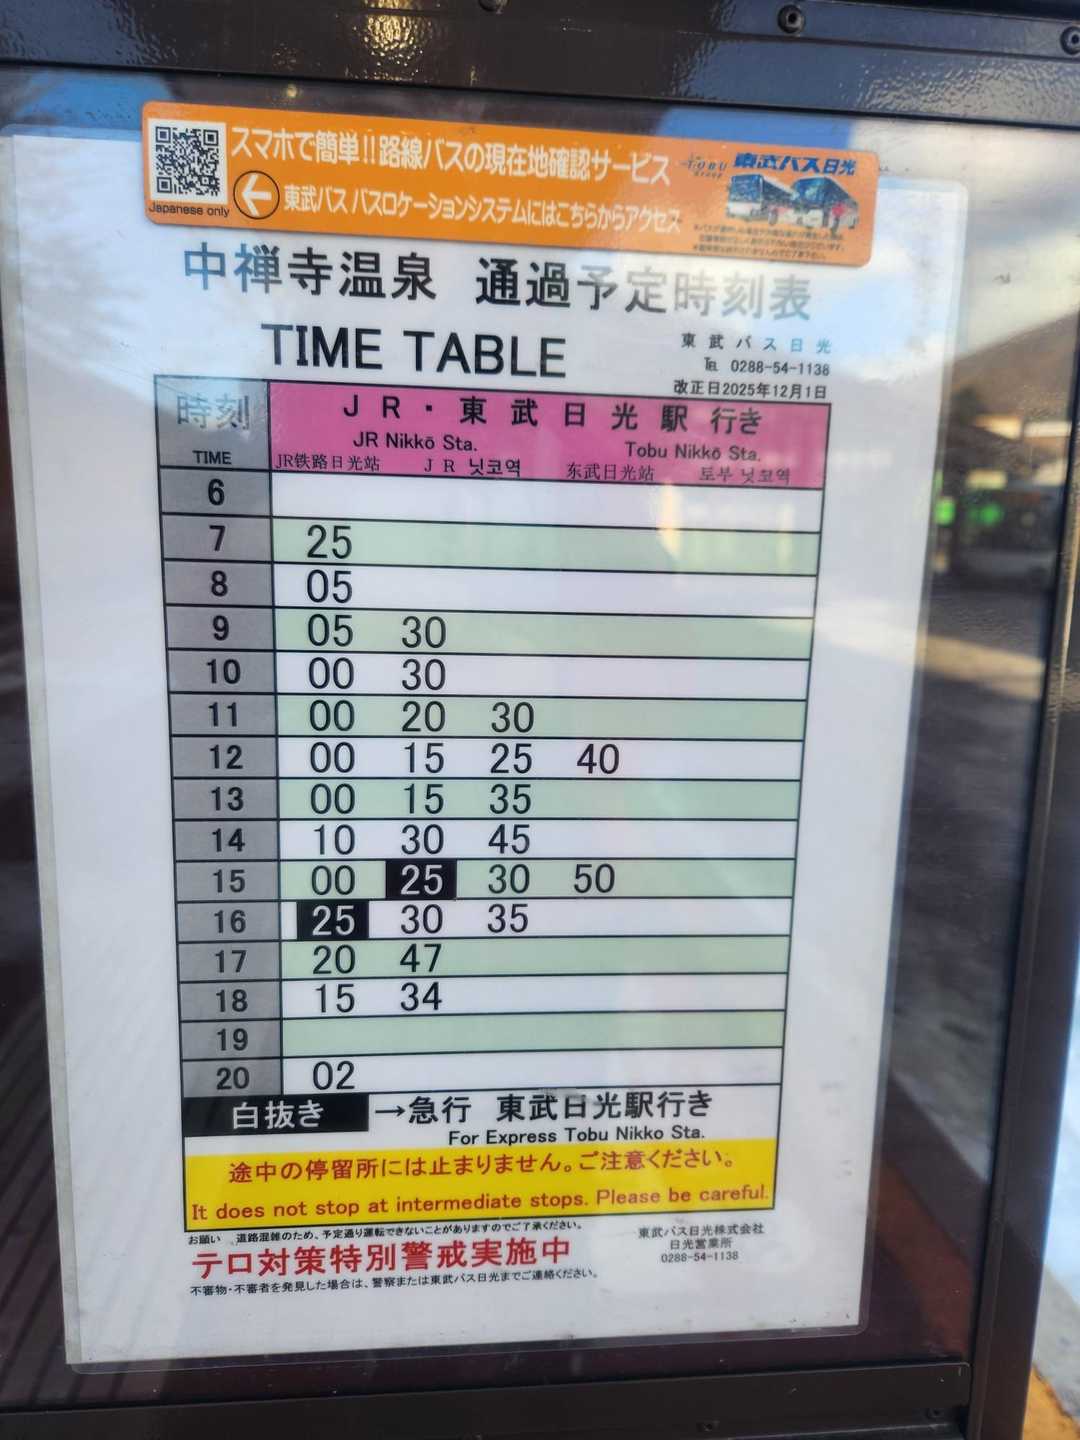 スマホで簡単!!路線バスの現在地確認サービス
東武バス バスロケーションシステムにはこちらからアクセス
Japanese only
TOBU Group
東武バス日光
中禅寺温泉 通過予定時刻表
TIME TABLE
東武バス日光
℡ 0288-54-1138
改正日2025年12月1日
時刻 TIME
JR・東武日光駅 行き
JR Nikkō Sta. Tobu Nikkō Sta.
JR铁路日光站 JR 닛코역 东武日光站 토부 닛코역
6
7 25
8 05
9 05 30
10 00 30
11 00 20 30
12 00 15 25 40
13 00 15 35
14 10 30 45
15 00 25 30 50
16 25 30 35
17 20 47
18 15 34
19
20 02
白抜き →急行 東武日光駅行き
For Express Tobu Nikko Sta.
途中の停留所には止まりません。ご注意ください。
It does not stop at intermediate stops. Please be careful.
お願い 道路混雑のため、予定通り運転できないことがありますのでご了承ください。
テロ対策特別警戒実施中
不審物・不審者を発見した場合は、警察または東武バス日光までご連絡ください。
東武バス日光株式会社
日光営業所
0288-54-1138